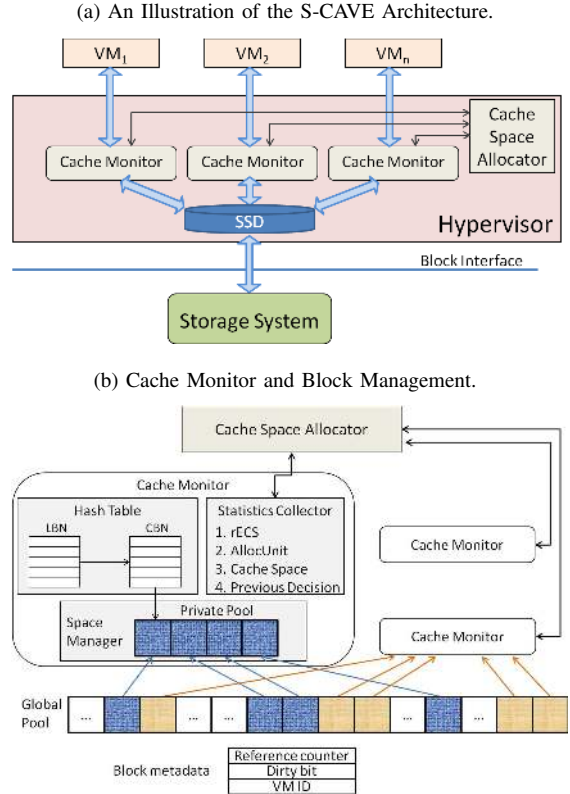 (a) An Illustration of the S-CAVE Architecture.
VM1
VM2
VMn
Cache Space Allocator
Cache Monitor
Cache Monitor
Cache Monitor
SSD
Hypervisor
Block Interface
Storage System
(b) Cache Monitor and Block Management.
Cache Space Allocator
Cache Monitor
Hash Table
LBN
CBN
Statistics Collector
1. rECS
2. AllocUnit
3. Cache Space
4. Previous Decision
Cache Monitor
Space Manager
Private Pool
Cache Monitor
Global Pool
... ... ... ... ...
Block metadata
Reference counter
Dirty bit
VM ID